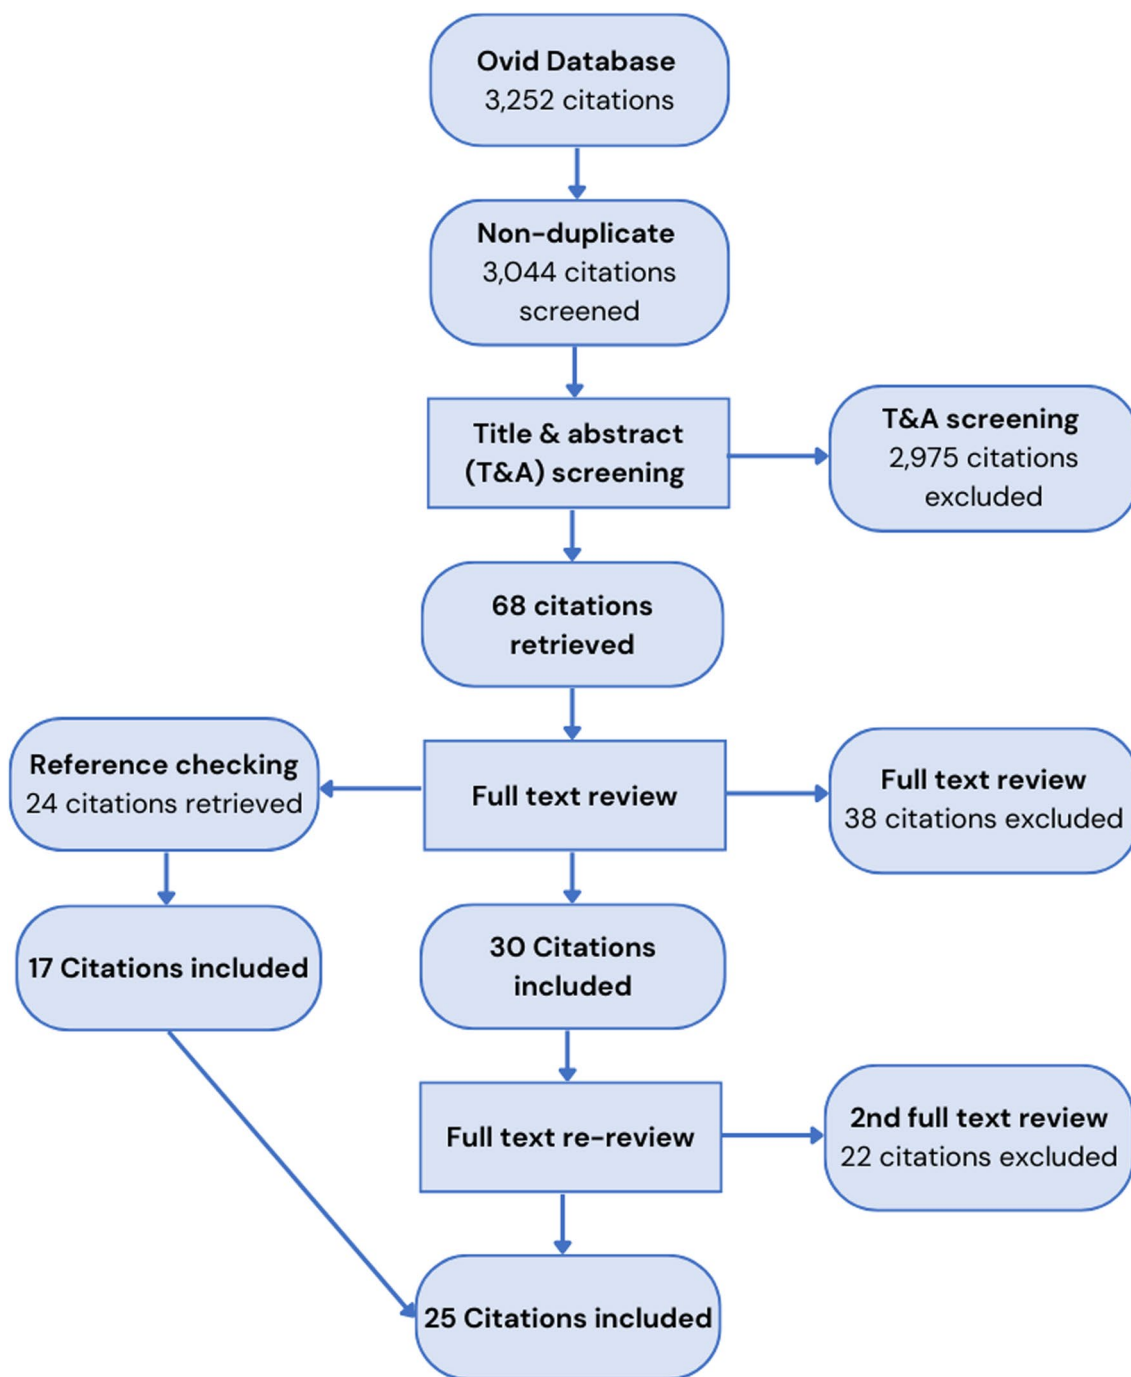 Ovid Database
3,252 citations
Non-duplicate
3,044 citations
screened
Title & abstract
(T&A) screening
T&A screening
2,975 citations
excluded
68 citations
retrieved
Reference checking
24 citations retrieved
Full text review
Full text review
38 citations excluded
17 Citations included
30 Citations
included
Full text re-review
2nd full text review
22 citations excluded
25 Citations included